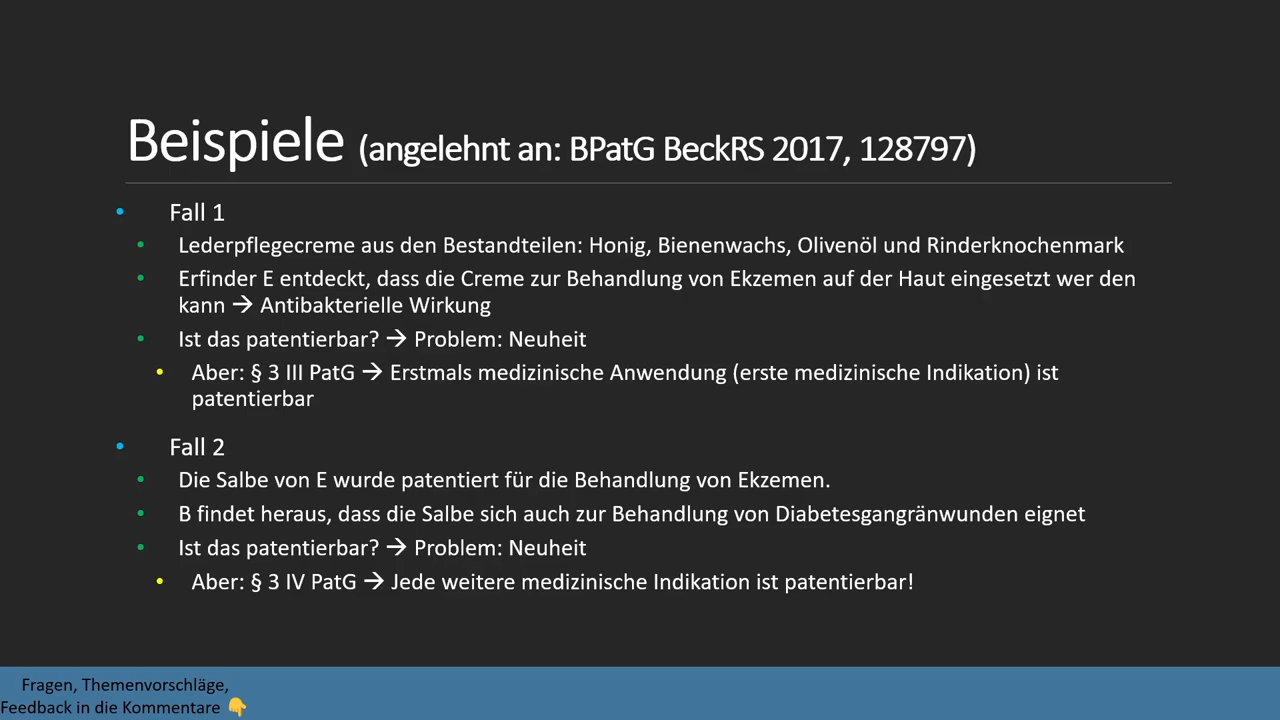 Beispiele (angelehnt an: BPatG BeckRS 2017, 128797)
• Fall 1
• Lederpflegecreme aus den Bestandteilen: Honig, Bienenwachs, Olivenöl und Rinderknochenmark
• Erfinder E entdeckt, dass die Creme zur Behandlung von Ekzemen auf der Haut eingesetzt wer den
kann → Antibakterielle Wirkung
• Ist das patentierbar? → Problem: Neuheit
• Aber: § 3 III PatG → Erstmals medizinische Anwendung (erste medizinische Indikation) ist
patentierbar
• Fall 2
• Die Salbe von E wurde patentiert für die Behandlung von Ekzemen.
• B findet heraus, dass die Salbe sich auch zur Behandlung von Diabetesgangränwunden eignet
• Ist das patentierbar? → Problem: Neuheit
• Aber: § 3 IV PatG → Jede weitere medizinische Indikation ist patentierbar!
Fragen, Themenvorschläge,
Feedback in die Kommentare 👇